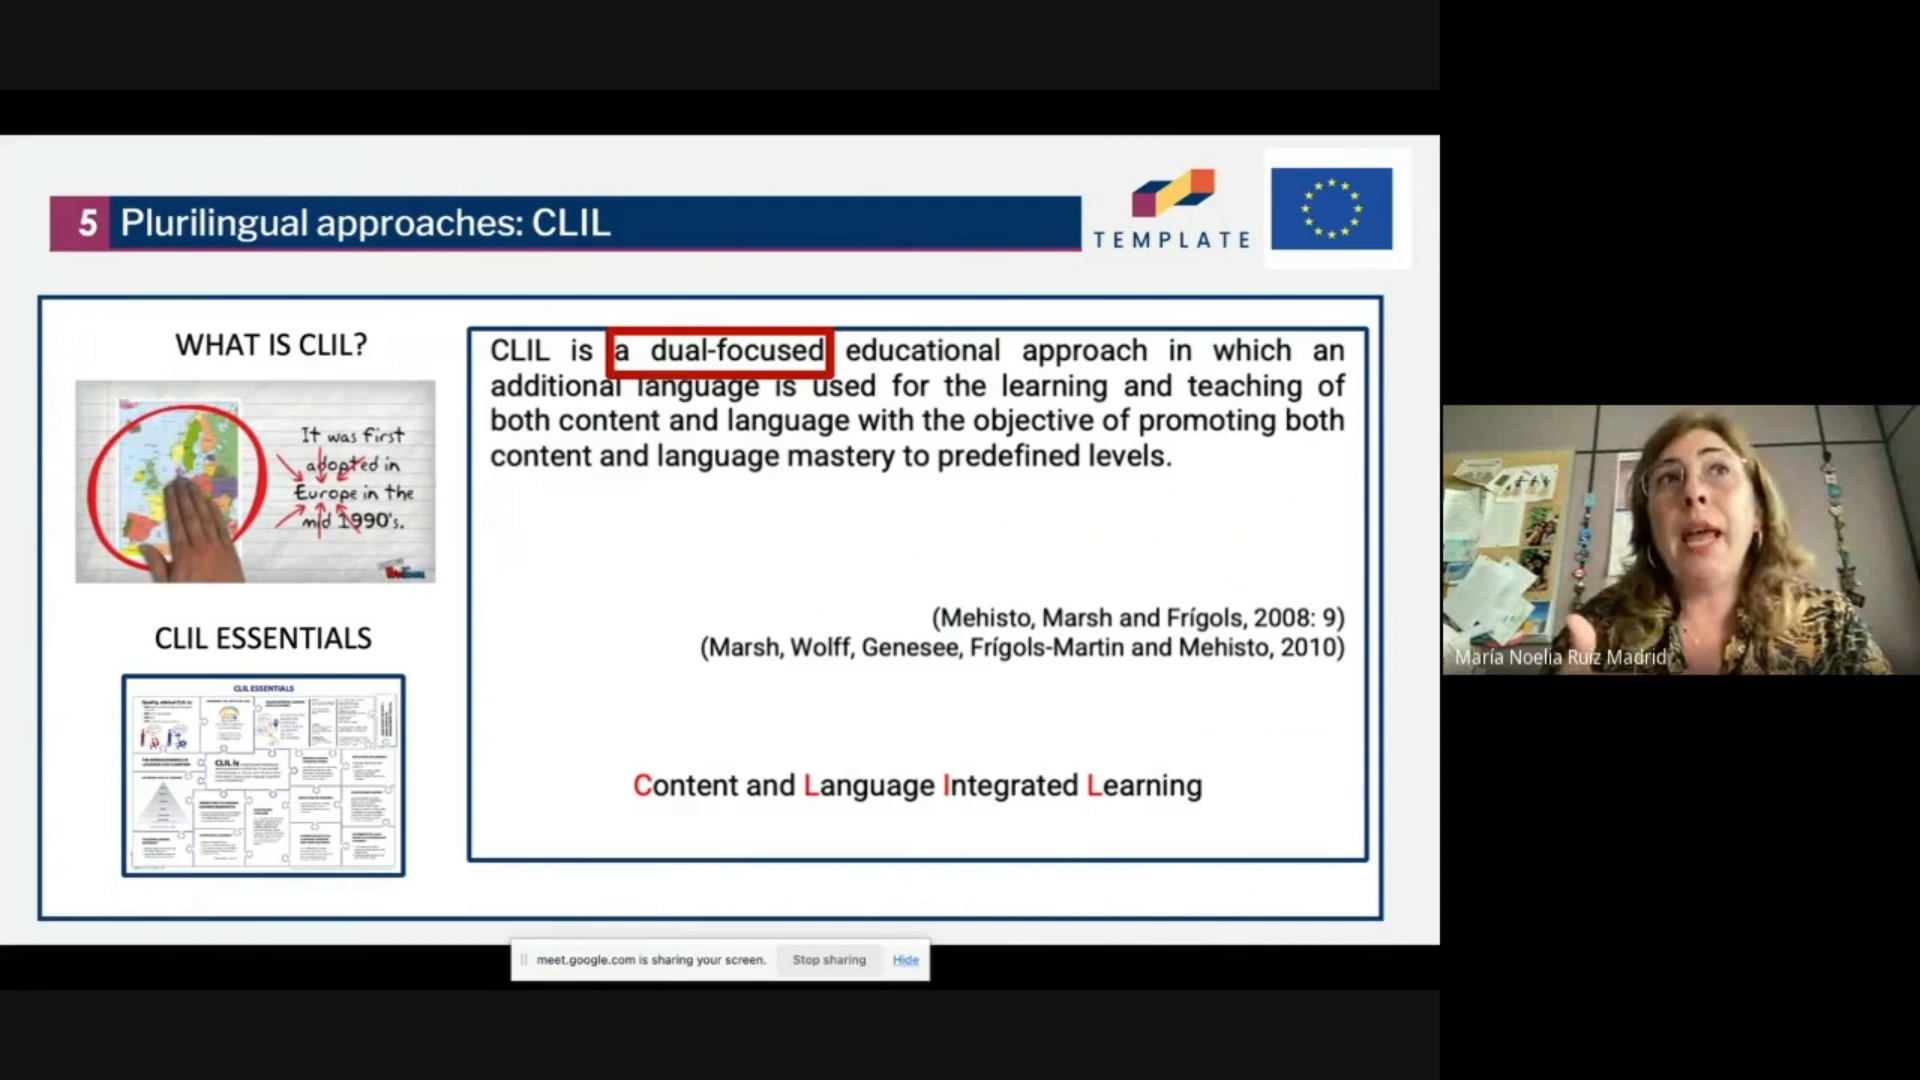 5 Plurilingual approaches: CLIL
TEMPLATE
WHAT IS CLIL?
It was first
adopted in
Europe in the
mid 1990's.
CLIL ESSENTIALS
CLIL ESSENTIALS
CLIL is
CLIL is a dual-focused educational approach in which an
additional language is used for the learning and teaching of
both content and language with the objective of promoting both
content and language mastery to predefined levels.
(Mehisto, Marsh and Frígols, 2008: 9)
(Marsh, Wolff, Genesee, Frígols-Martin and Mehisto, 2010)
Content and Language Integrated Learning
María Noelia Ruiz Madrid
meet.google.com is sharing your screen.
Stop sharing
Hide